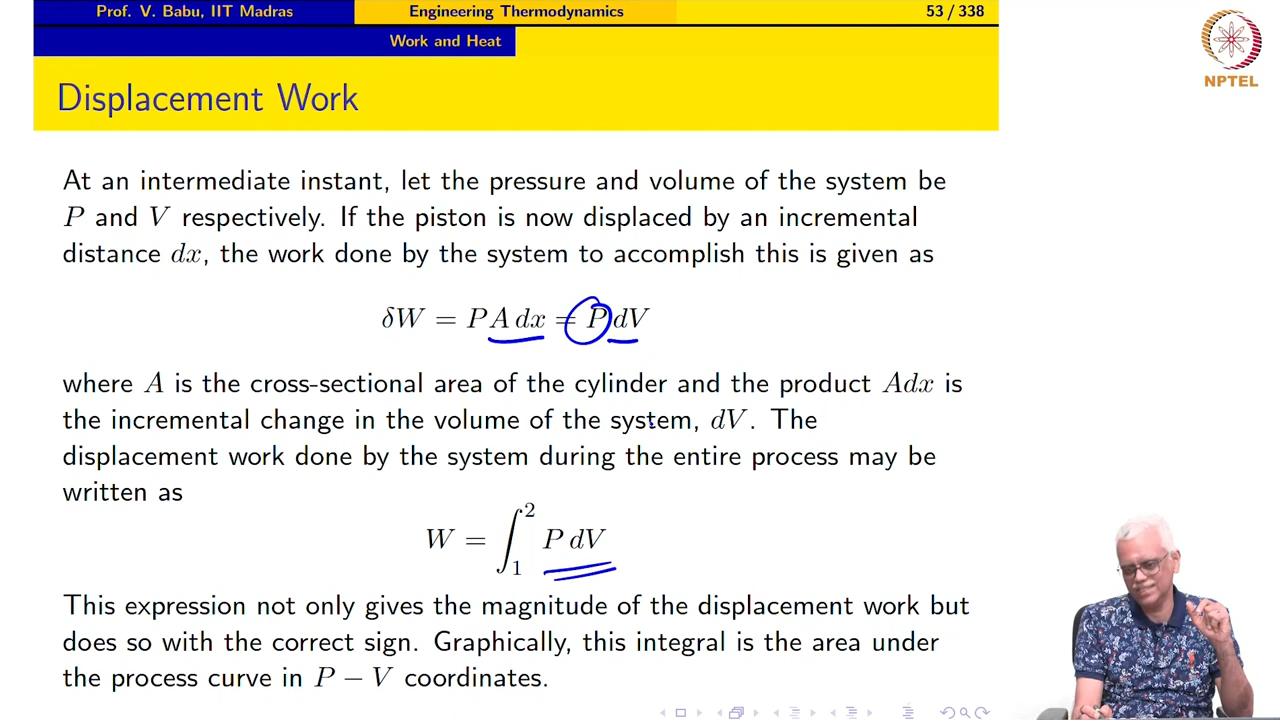 Prof. V. Babu, IIT Madras Engineering Thermodynamics 53 / 338
Work and Heat
NPTEL
Displacement Work
At an intermediate instant, let the pressure and volume of the system be
P and V respectively. If the piston is now displaced by an incremental
distance dx, the work done by the system to accomplish this is given as
δW = P A dx = P dV
where A is the cross-sectional area of the cylinder and the product Adx is
the incremental change in the volume of the system, dV. The
displacement work done by the system during the entire process may be
written as
W = ∫₁² P dV
This expression not only gives the magnitude of the displacement work but
does so with the correct sign. Graphically, this integral is the area under
the process curve in P − V coordinates.